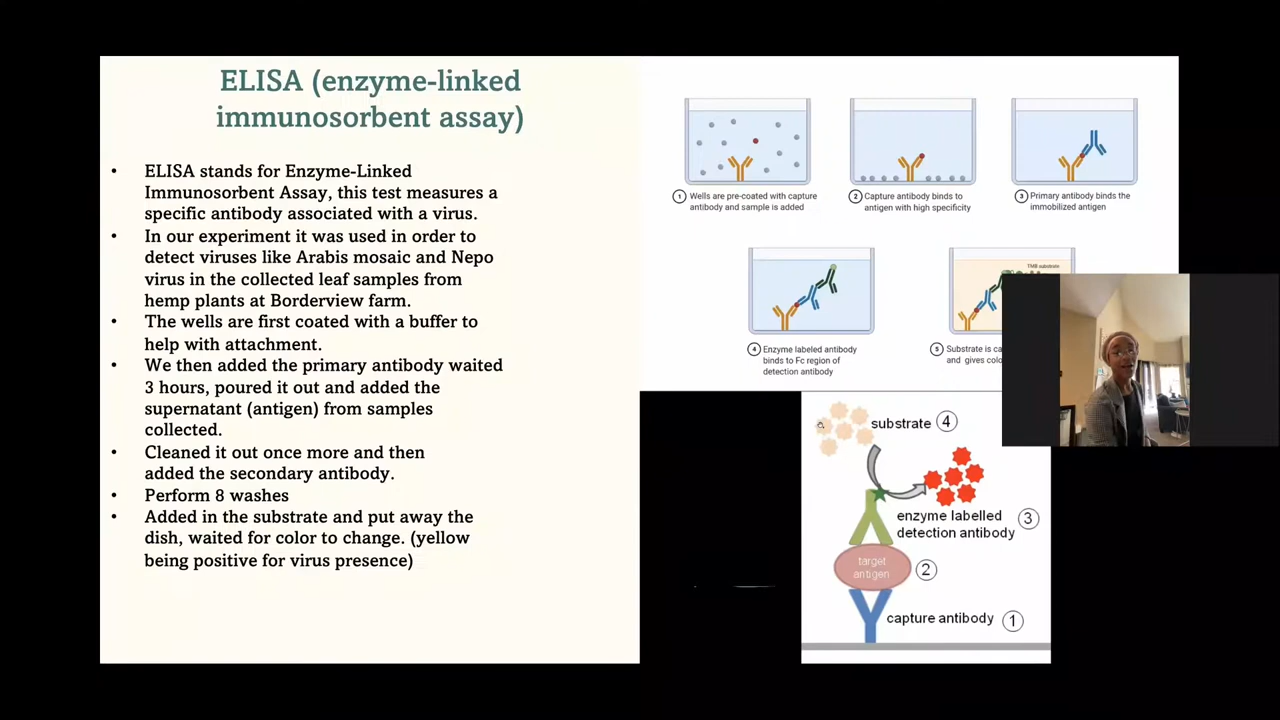 ELISA (enzyme-linked
immunosorbent assay)
• ELISA stands for Enzyme-Linked
Immunosorbent Assay, this test measures a
specific antibody associated with a virus.
• In our experiment it was used in order to
detect viruses like Arabis mosaic and Nepo
virus in the collected leaf samples from
hemp plants at Borderview farm.
• The wells are first coated with a buffer to
help with attachment.
• We then added the primary antibody waited
3 hours, poured it out and added the
supernatant (antigen) from samples
collected.
• Cleaned it out once more and then
added the secondary antibody.
• Perform 8 washes
• Added in the substrate and put away the
dish, waited for color to change. (yellow
being positive for virus presence)
1 Wells are pre-coated with capture
antibody and sample is added
2 Capture antibody binds to
antigen with high specificity
3 Primary antibody binds the
immobilized antigen
4 Enzyme labeled antibody
binds to Fc region of
detection antibody
TMB substrate
5 Substrate is
and gives
substrate 4
enzyme labelled
detection antibody 3
target
antigen 2
capture antibody 1